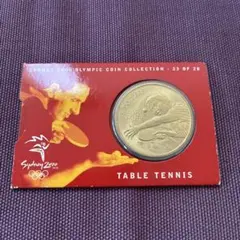 SYDNEY 2000 OLYMPIC COIN COLLECTION - 23 OF 28
Sydney 2000
TABLE TENNIS